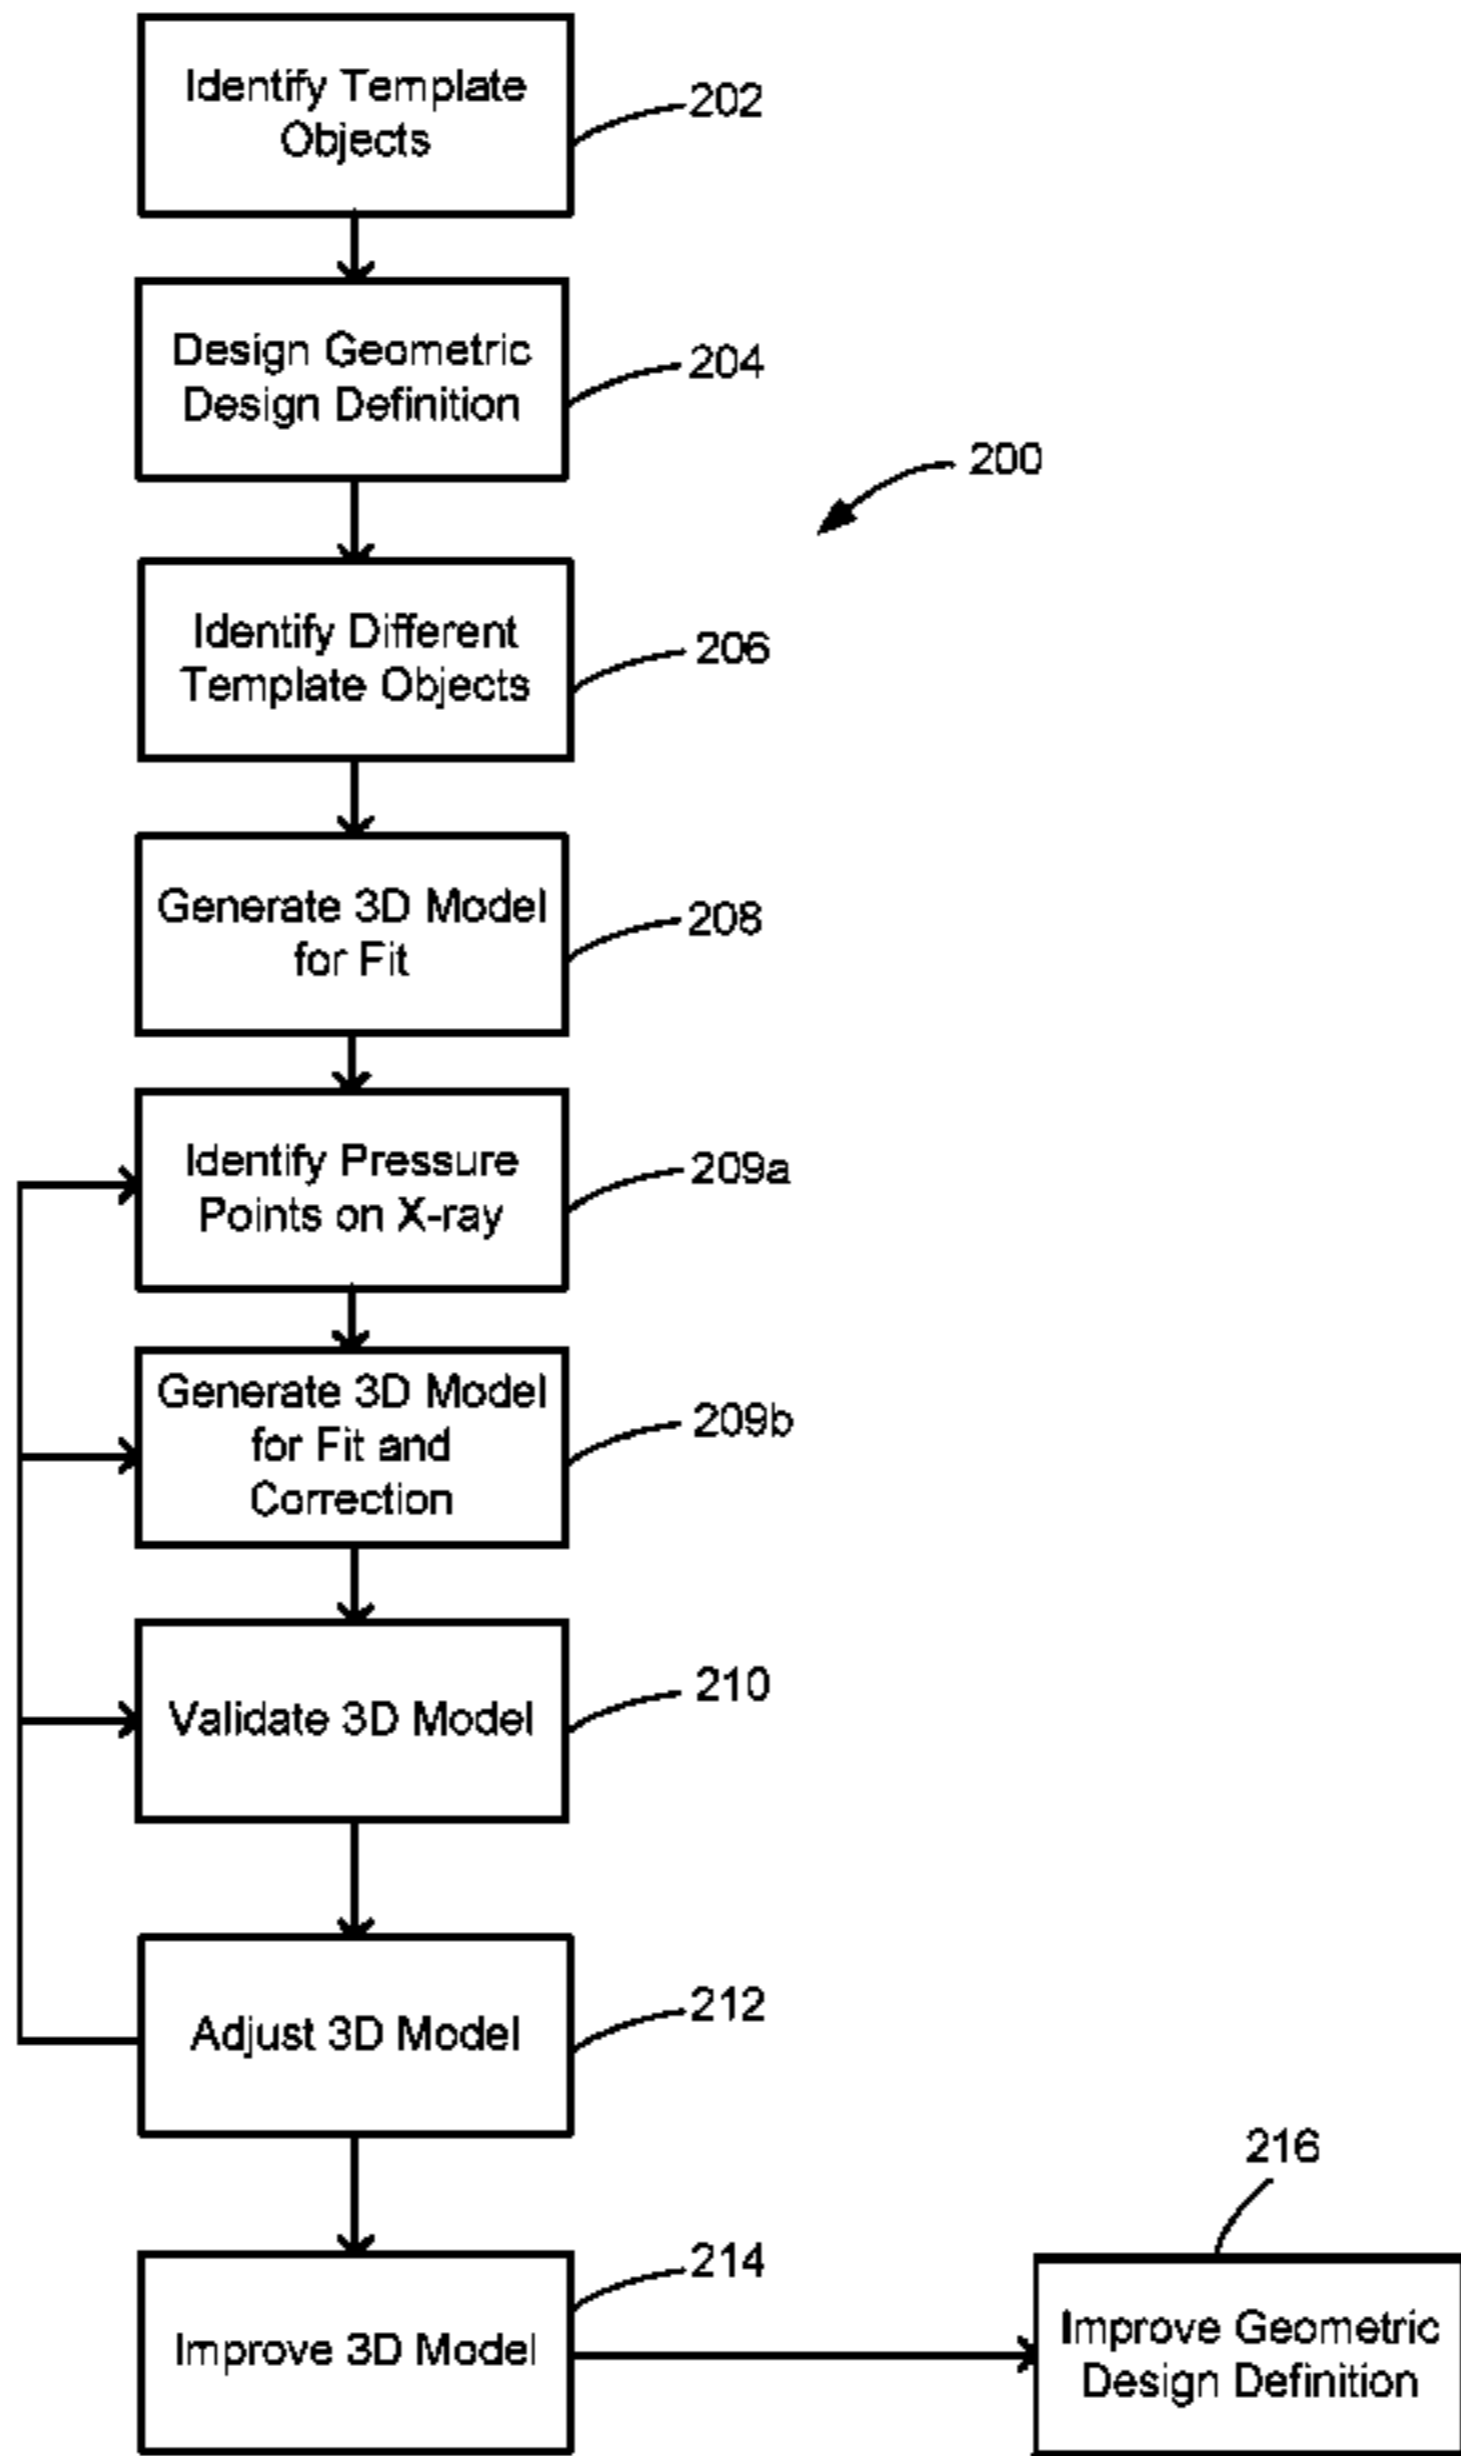 Identify Template
Objects
202
Design Geometric
Design Definition
204
200
Identify Different
Template Objects
206
Generate 3D Model
for Fit
208
Identify Pressure
Points on X-ray
209a
Generate 3D Model
for Fit and
Correction
209b
Validate 3D Model
210
Adjust 3D Model
212
Improve 3D Model
214
216
Improve Geometric
Design Definition